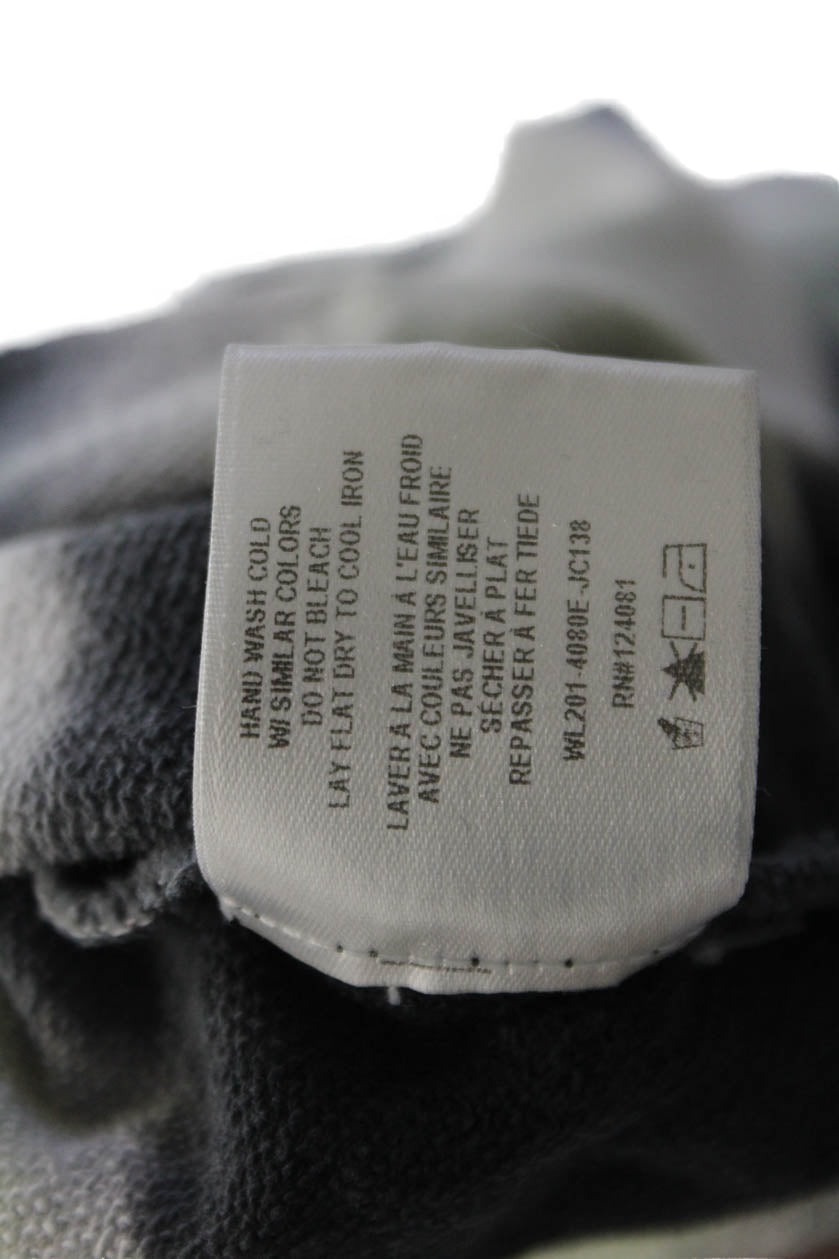 HAND WASH COLD
W/ SIMILAR COLORS
DO NOT BLEACH
LAY FLAT DRY TO COOL IRON
LAVER À LA MAIN À L'EAU FROID
AVEC COULEURS SIMILAIRE
NE PAS JAVELLISER
SÉCHER À PLAT
REPASSER À FER TIEDE
WL201-4080E-JC138
RN#124081